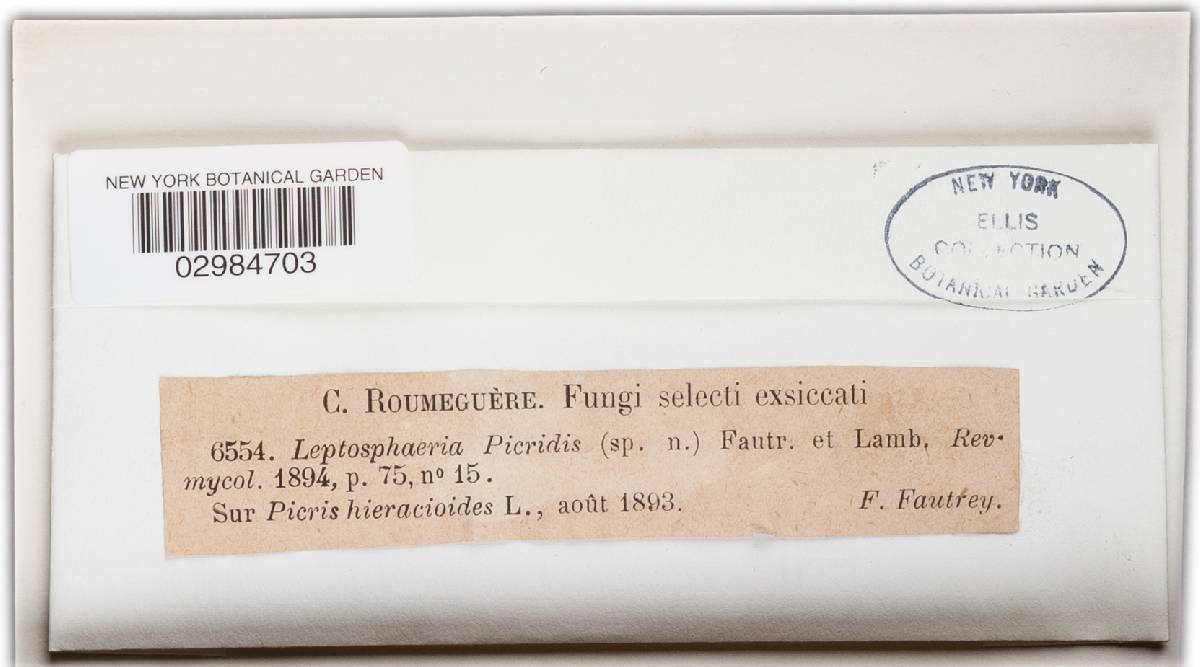 NEW YORK BOTANICAL GARDEN
02984703
NEW YORK
ELLIS
COLLECTION
BOTANICAL GARDEN
C. ROUMEGUÈRE. Fungi selecti exsiccati
6554. Leptosphaeria Picridis (sp. n.) Fautr. et Lamb, Rev.
mycol. 1894, p. 75, nº 15.
Sur Picris hieracioides L., août 1893. F. Fautrey.